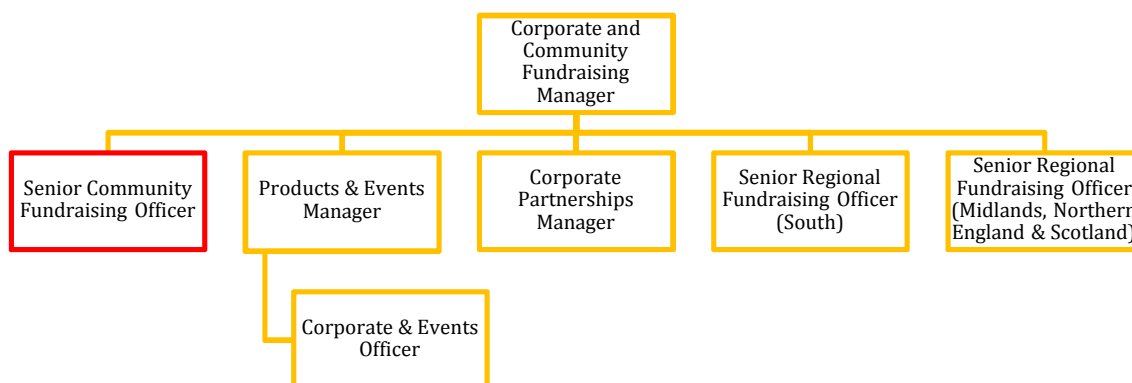 Corporate and
Community
Fundraising
Manager
Senior Community
Fundraising Officer
Products & Events
Manager
Corporate
Partnerships
Manager
Senior Regional
Fundraising Officer
(South)
Senior Regional
Fundraising Officer
(Midlands, Northern
England & Scotland)
Corporate & Events
Officer